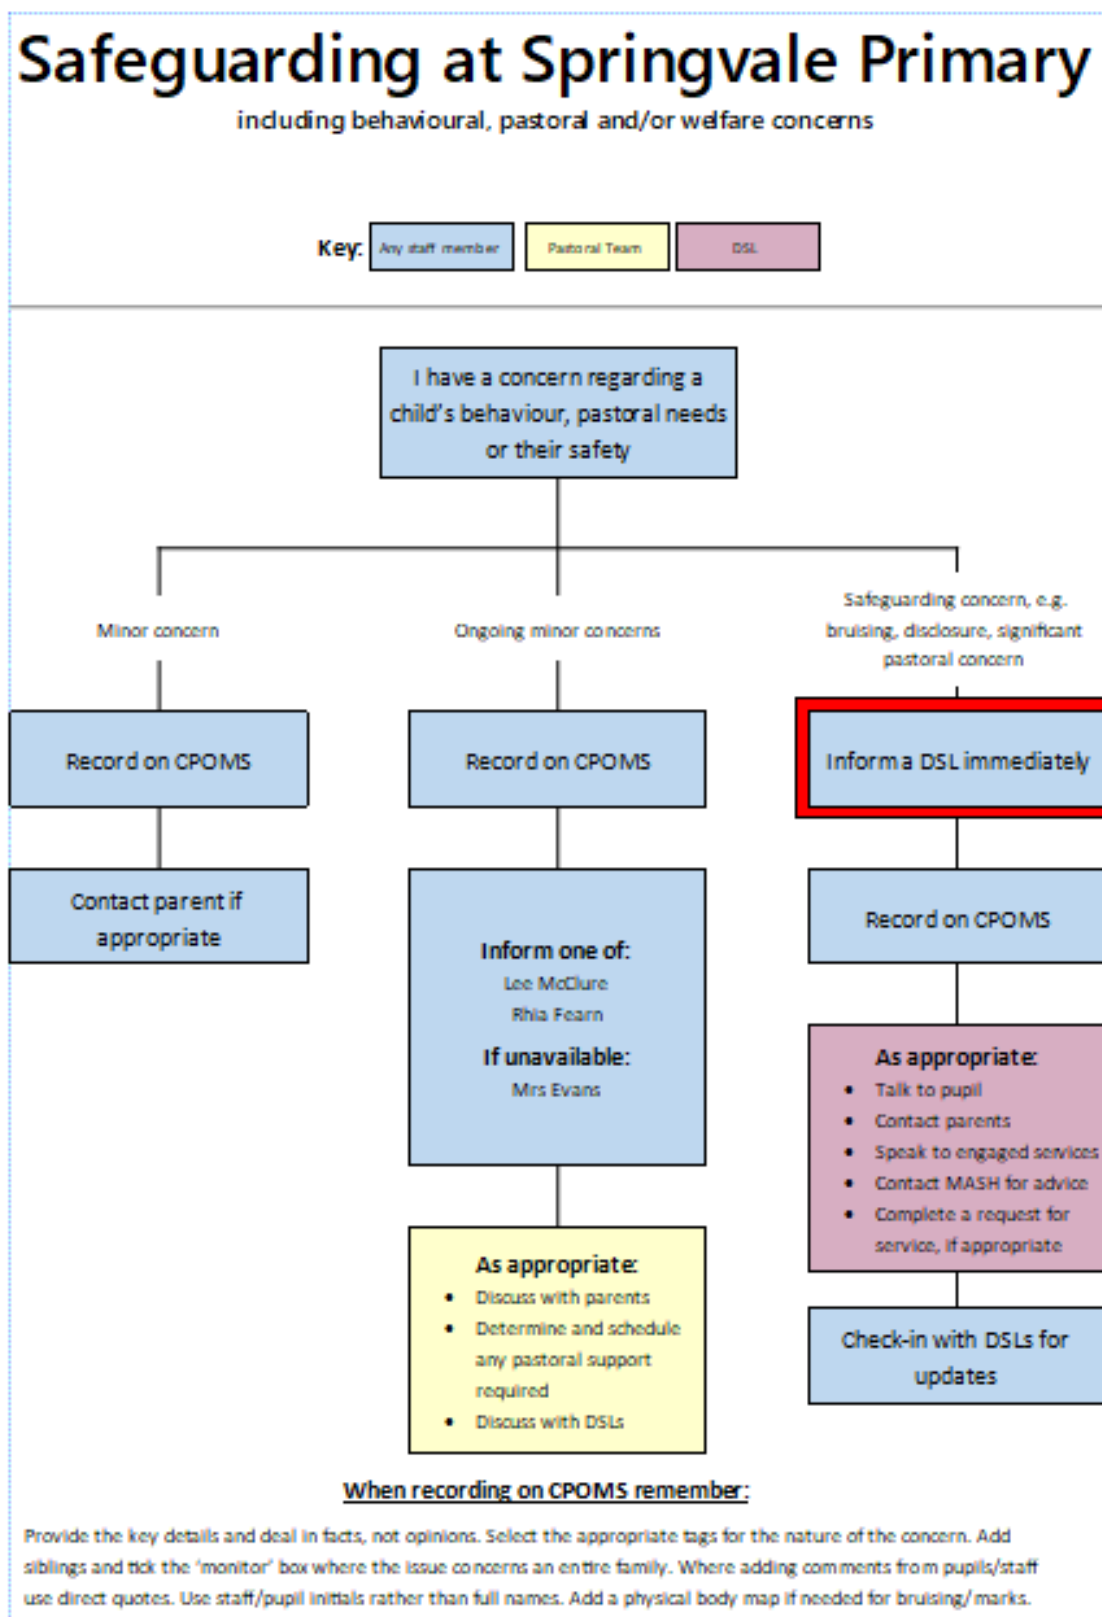 Safeguarding at Springvale Primary
including behavioural, pastoral and/or welfare concerns
Key:
Any staff member
Pastoral Team
DSL
I have a concern regarding a
child's behaviour, pastoral needs
or their safety
Minor concern
Record on CPOMS
Contact parent if
appropriate
Ongoing minor concerns
Record on CPOMS
Inform one of:
Lee McClure
Rhia Fearn
If unavailable:
Mrs Evans
As appropriate:
• Discuss with parents
• Determine and schedule
any pastoral support
required
• Discuss with DSLs
Safeguarding concern, e.g.
bruising, disclosure, significant
pastoral concern
Inform a DSL immediately
Record on CPOMS
As appropriate:
• Talk to pupil
• Contact parents
• Speak to engaged services
• Contact MASH for advice
• Complete a request for
service, if appropriate
Check-in with DSLs for
updates
When recording on CPOMS remember:
Provide the key details and deal in facts, not opinions. Select the appropriate tags for the nature of the concern. Add
siblings and tick the 'monitor' box where the issue concerns an entire family. Where adding comments from pupils/staff
use direct quotes. Use staff/pupil initials rather than full names. Add a physical body map if needed for bruising/marks.